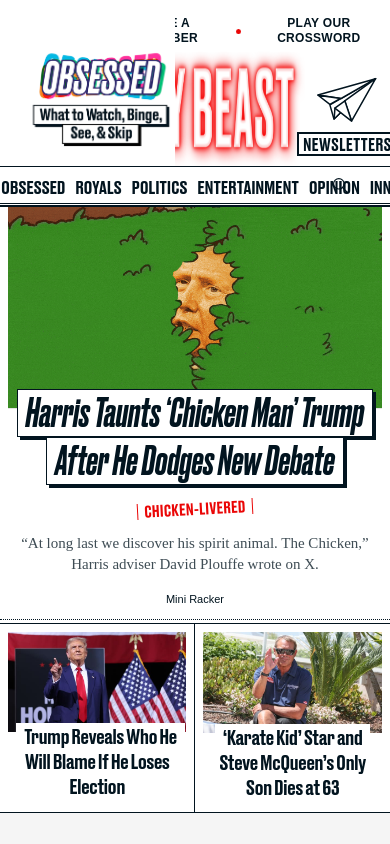 E A
BER
PLAY OUR
CROSSWORD
OBSESSED
What to Watch, Binge,
See, & Skip
Y BEAST
NEWSLETTERS
OBSESSED ROYALS POLITICS ENTERTAINMENT OPINION INN
Harris Taunts ‘Chicken Man’ Trump
After He Dodges New Debate
CHICKEN-LIVERED
“At long last we discover his spirit animal. The Chicken,”
Harris adviser David Plouffe wrote on X.
Mini Racker
Trump Reveals Who He
Will Blame If He Loses
Election
‘Karate Kid’ Star and
Steve McQueen’s Only
Son Dies at 63